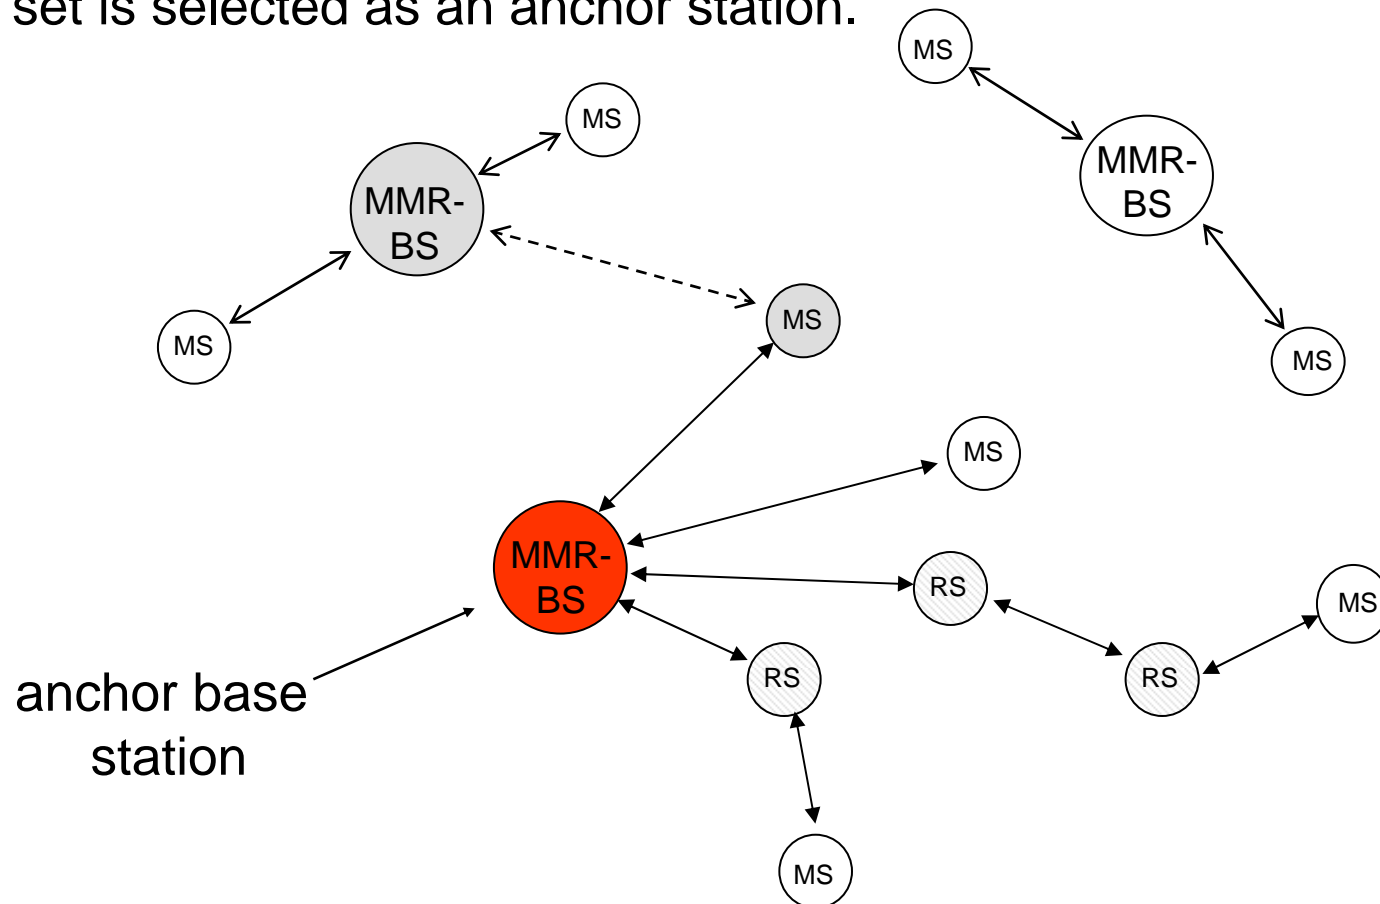 set is selected as an anchor station.
MS
MS
MMR-
BS
MMR-
BS
MS
MS
MS
MS
MMR-
BS
RS
MS
RS
RS
anchor base
station
MS